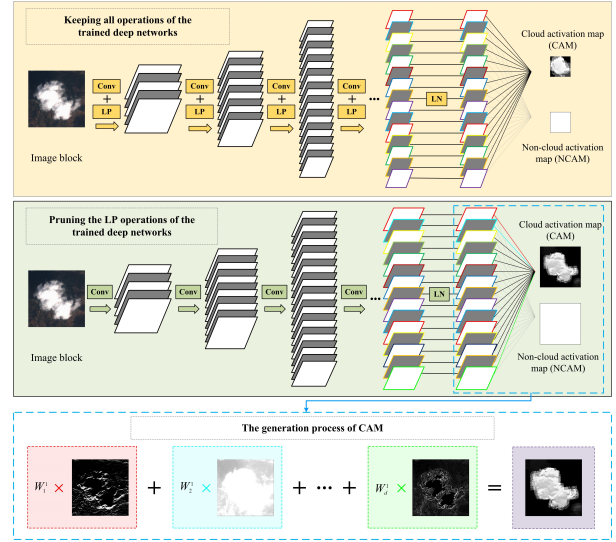 Keeping all operations of the
trained deep networks
Cloud activation map
(CAM)
Conv
+
LP
Conv
+
LP
Conv
+
LP
Conv
+
LP
...
LN
Image block
Non-cloud activation
map (NCAM)
Pruning the LP operations of the
trained deep networks
Cloud activation map
(CAM)
Conv
Conv
Conv
Conv
...
LN
Image block
Non-cloud activation
map (NCAM)
The generation process of CAM
W₁¹ × + W₂¹ × + ... + W_d¹ × =